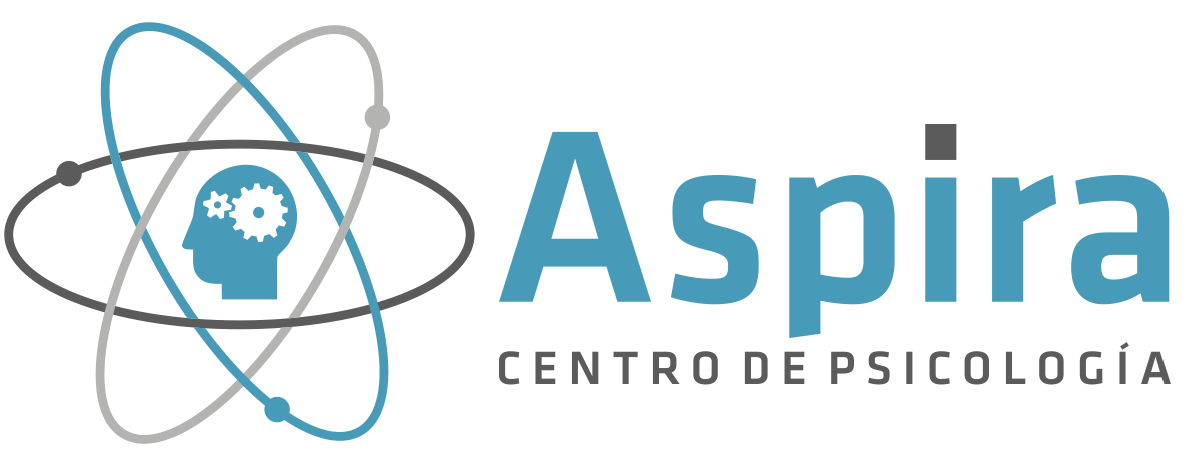 Aspira
CENTRO DE PSICOLOGÍA